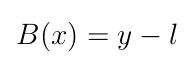 B(x) = y − l